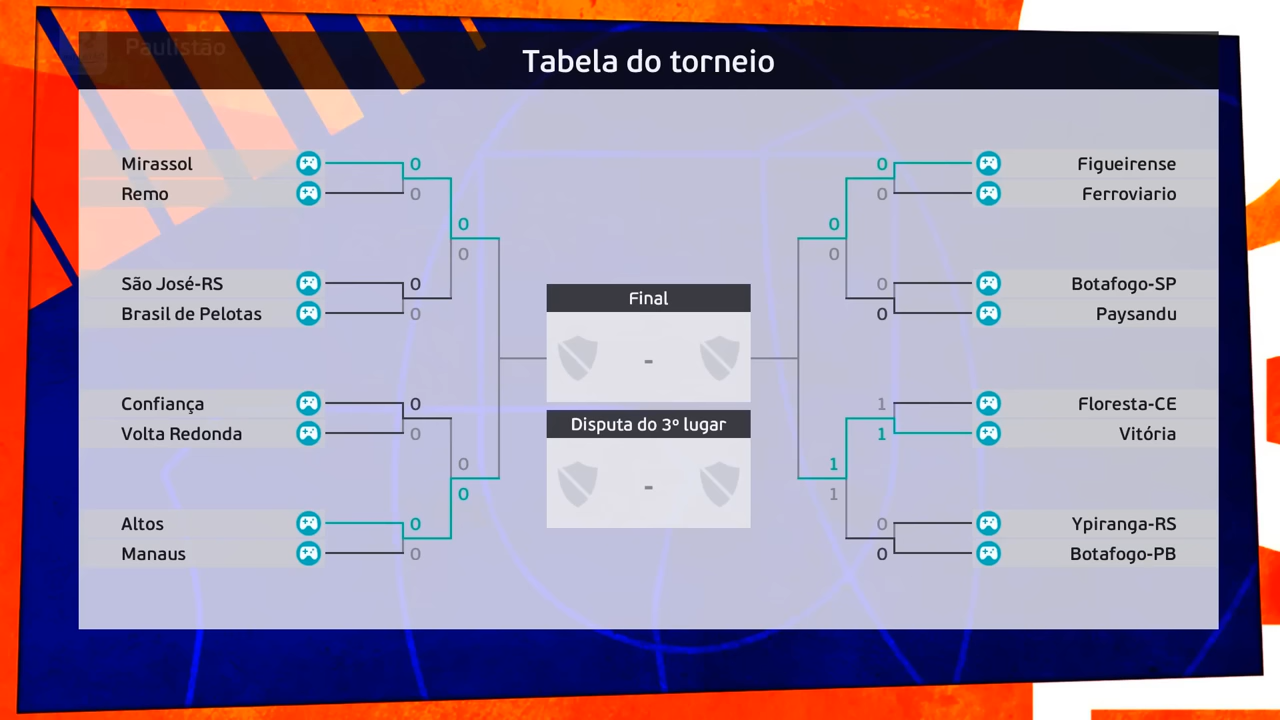 Paulistão
Tabela do torneio
Mirassol 0 0 Figueirense
Remo 0 0 Ferroviario
0 0
0 0
São José-RS 0 0 Botafogo-SP
Brasil de Pelotas 0 0 Paysandu
Final
-
Confiança 0 1 Floresta-CE
Volta Redonda 0 1 Vitória
Disputa do 3º lugar
0 1
0 1
-
Altos 0 0 Ypiranga-RS
Manaus 0 0 Botafogo-PB